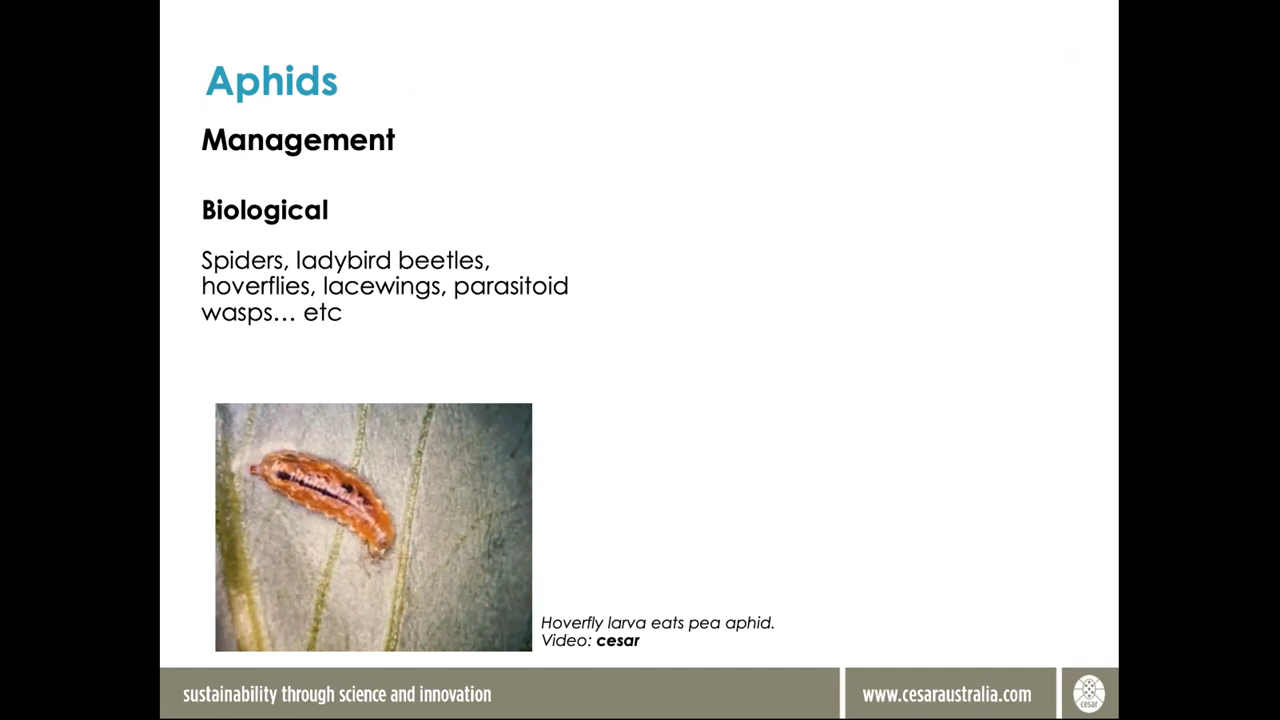 Aphids
Management
Biological
Spiders, ladybird beetles,
hoverflies, lacewings, parasitoid
wasps... etc
Hoverfly larva eats pea aphid.
Video: cesar
sustainability through science and innovation
www.cesaraustralia.com
cesar